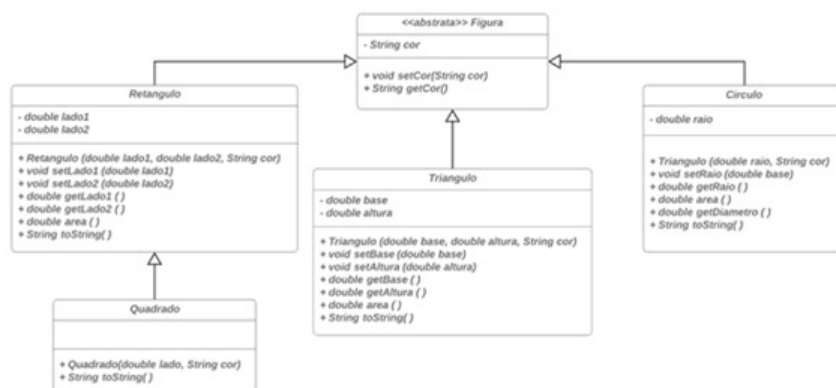 <<abstrata>> Figura
- String cor
+ void setCor(String cor)
+ String getCor()
Retangulo
- double lado1
- double lado2
+ Retangulo (double lado1, double lado2, String cor)
+ void setLado1 (double lado1)
+ void setLado2 (double lado2)
+ double getLado1 ( )
+ double getLado2 ( )
+ double area ( )
+ String toString( )
Triangulo
- double base
- double altura
+ Triangulo (double base, double altura, String cor)
+ void setBase (double base)
+ void setAltura (double altura)
+ double getBase ( )
+ double getAltura ( )
+ double area ( )
+ String toString( )
Circulo
- double raio
+ Triangulo (double raio, String cor)
+ void setRaio (double base)
+ double getRaio ( )
+ double area ( )
+ double getDiametro ( )
+ String toString( )
Quadrado
+ Quadrado(double lado, String cor)
+ String toString( )